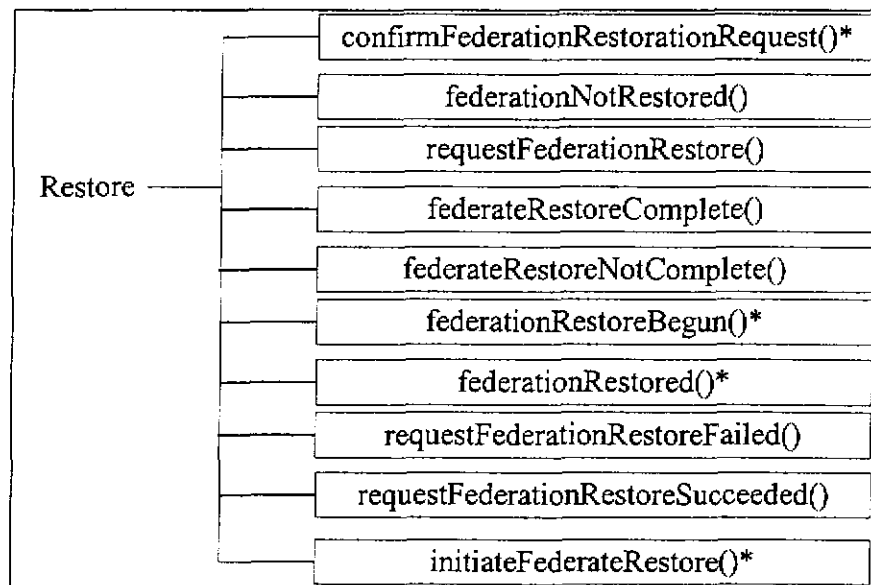 confirmFederationRestorationRequest()*
federationNotRestored()
requestFederationRestore()
Restore
federateRestoreComplete()
federateRestoreNotComplete()
federationRestoreBegun()*
federationRestored()*
requestFederationRestoreFailed()
requestFederationRestoreSucceeded()
initiateFederateRestore()*